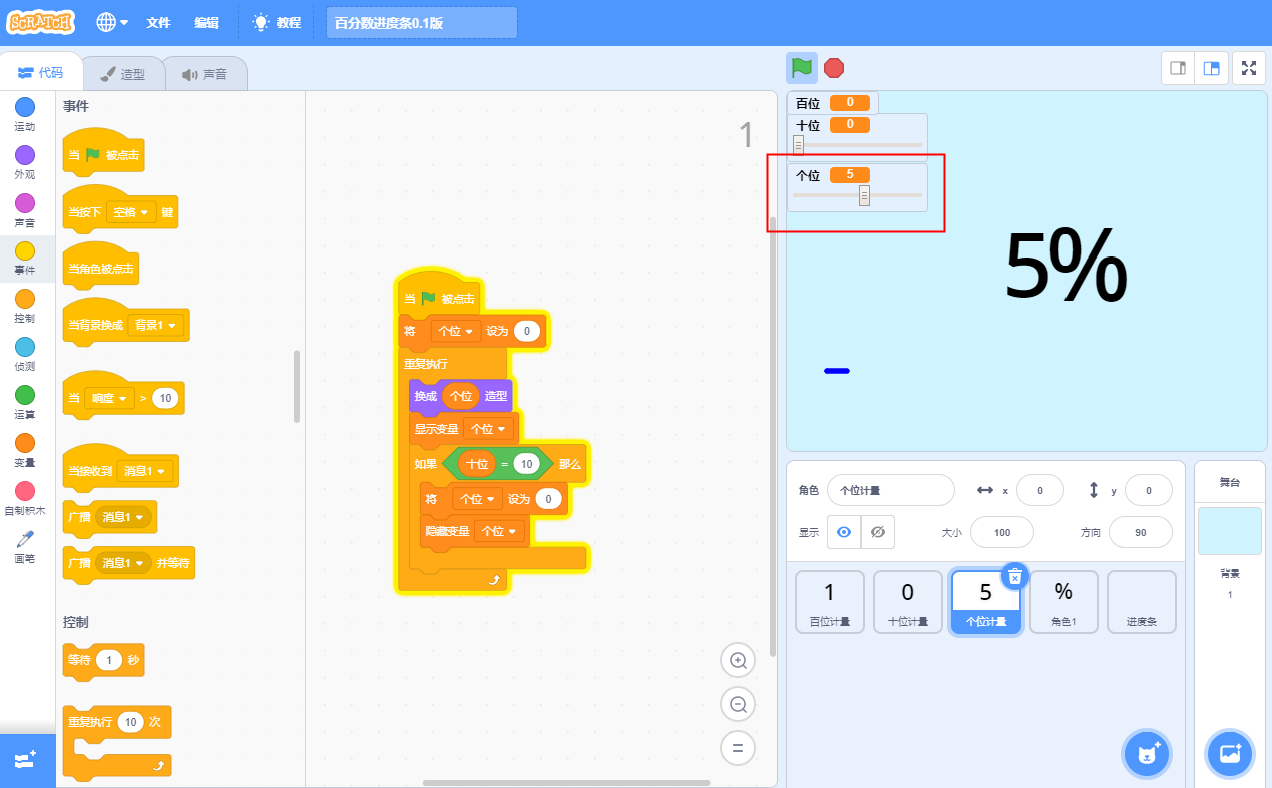 SCRATCH 文件 编辑 教程 百分数进度条0.1版
代码 造型 声音
运动
外观
声音
事件
控制
侦测
运算
变量
自制积木
画笔
事件
当 被点击
当按下 空格 键
当角色被点击
当背景换成 背景1
当 响度 > 10
当接收到 消息1
广播 消息1
广播 消息1 并等待
控制
等待 1 秒
重复执行 10 次
1
当 被点击
将 个位 设为 0
重复执行
换成 个位 造型
显示变量 个位
如果 十位 = 10 那么
将 个位 设为 0
隐藏变量 个位
百位 0
十位 0
个位 5
5%
角色 个位计量 x 0 y 0
显示 大小 100 方向 90
1 0 5 %
百位计量 十位计量 个位计量 角色1 进度条
舞台
背景
1